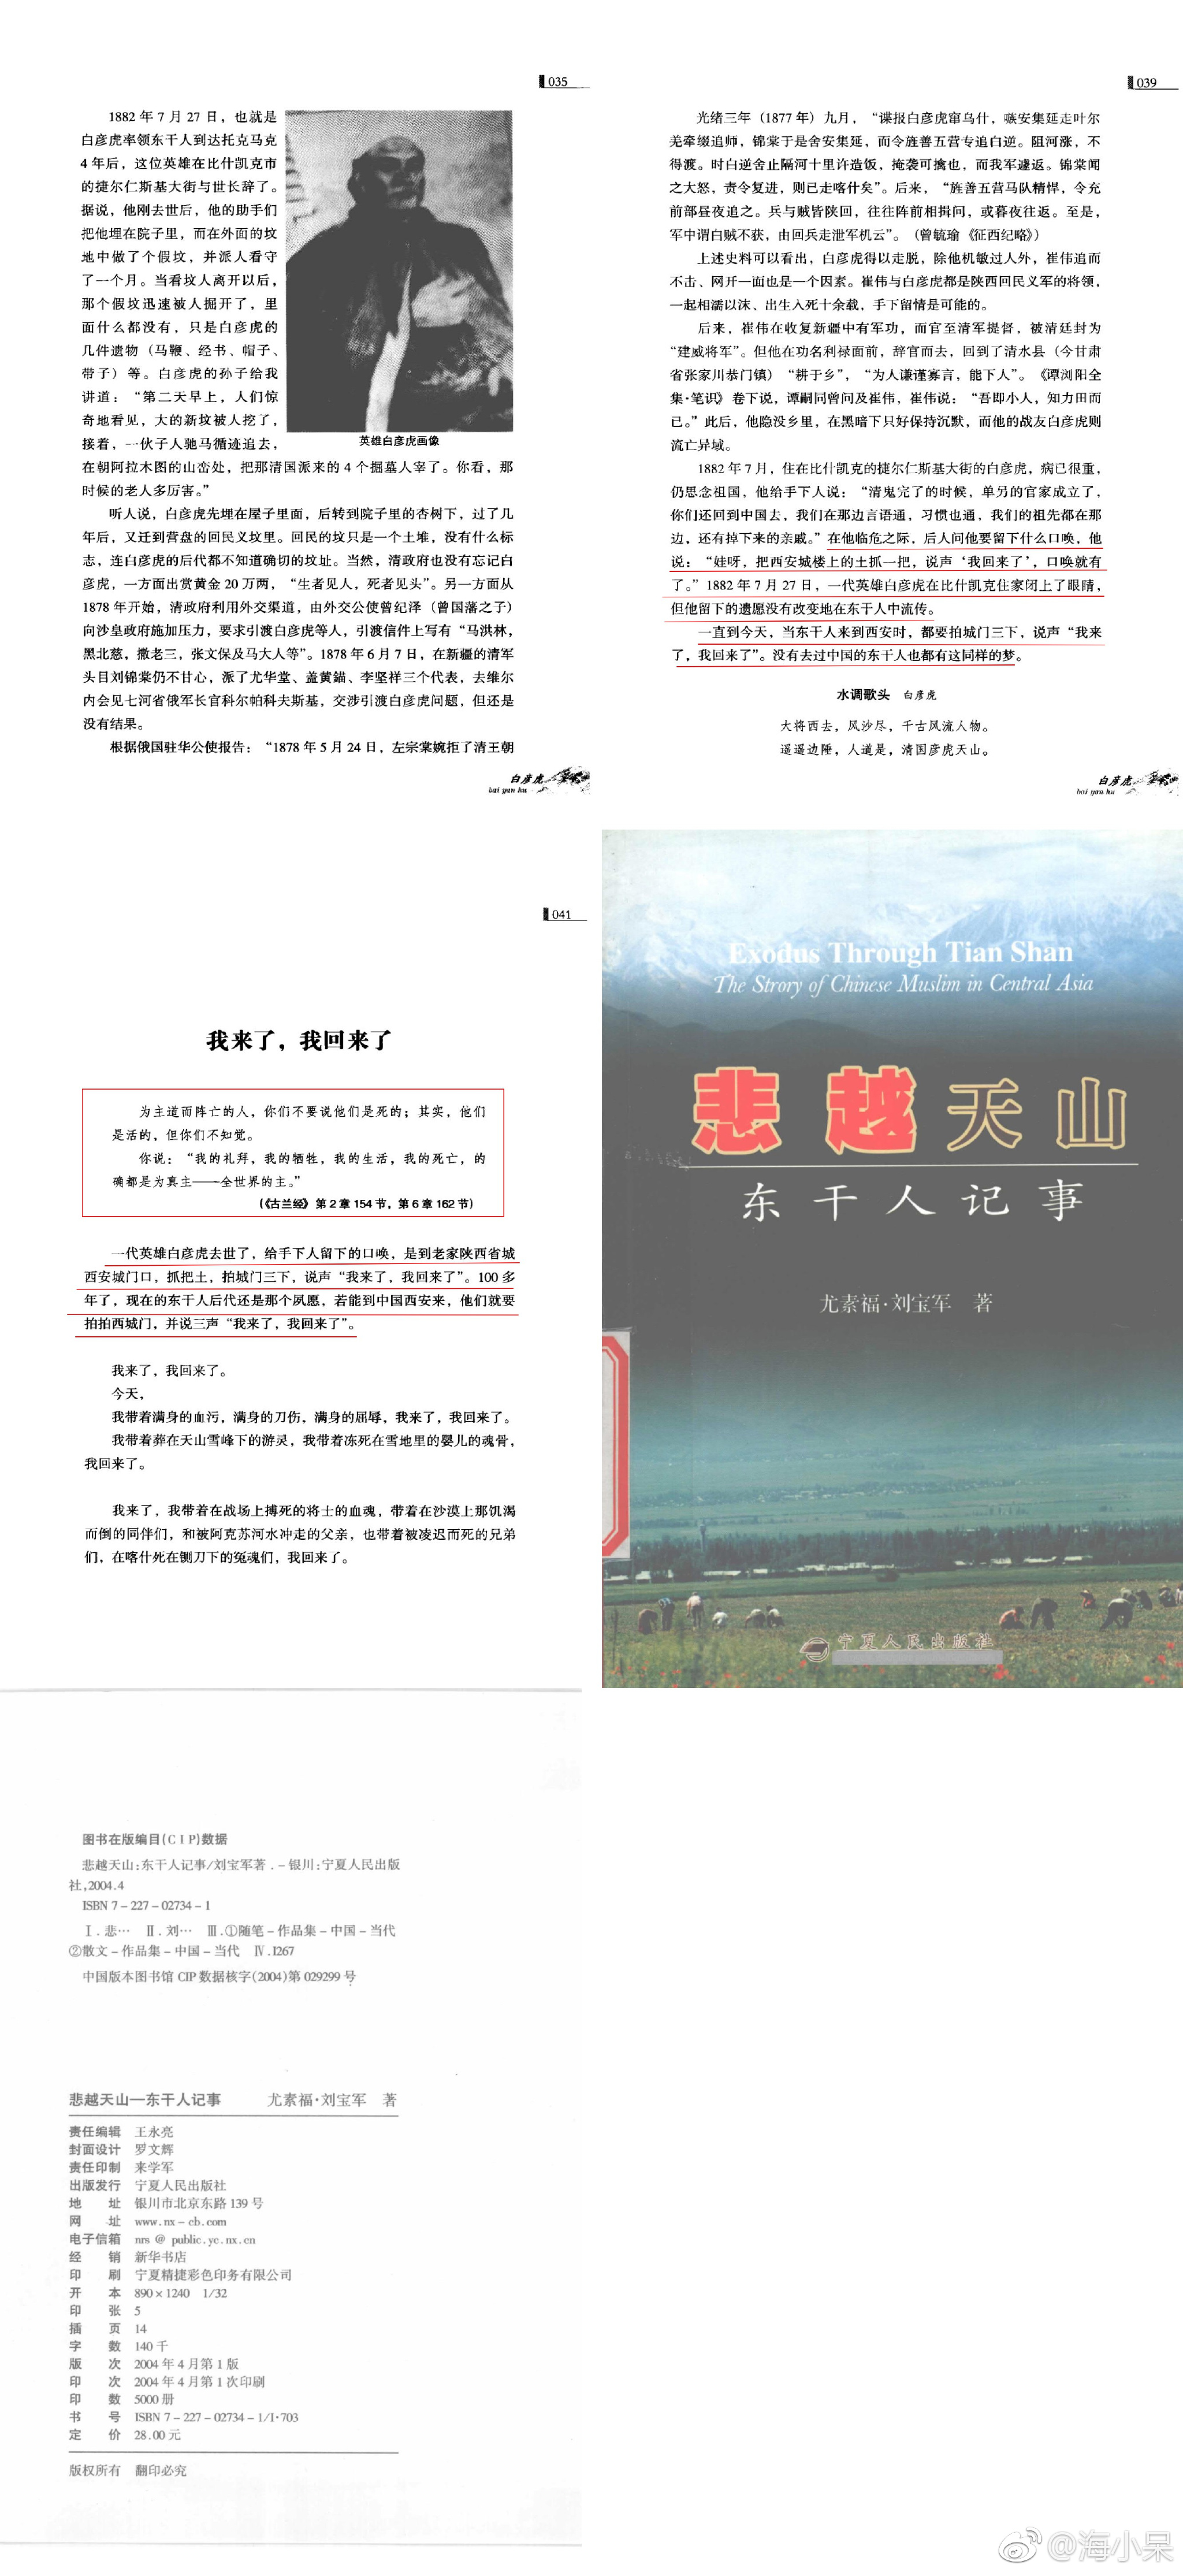 035
1882 年 7 月 27 日，也就是
白彦虎率领东干人到达托克马克
4 年后，这位英雄在比什凯克市
的捷尔仁斯基大街与世长辞了。
据说，他刚去世后，他的助手们
把他埋在院子里，而在外面的坟
地中做了个假坟，并派人看守
了一个月。当看坟人离开以后，
那个假坟迅速被人掘开了，里
面什么都没有，只是白彦虎的
几件遗物（马鞭、经书、帽子、
带子）等。白彦虎的孙子给我
讲道：“第二天早上，人们惊
奇地看见，大的新坟被人挖了，
接着，一伙子人驰马循迹追去，
英雄白彦虎画像
在朝阿拉木图的山峦处，把那清国派来的 4 个掘墓人宰了。你看，那
时候的老人多厉害。”
听人说，白彦虎先埋在屋子里面，后转到院子里的杏树下，过了几
年后，又迁到营盘的回民义坟里。回民的坟只是一个土堆，没有什么标
志，连白彦虎的后代都不知道确切的坟址。当然，清政府也没有忘记白
彦虎，一方面出赏黄金 20 万两，“生者见人，死者见头”。另一方面从
1878 年开始，清政府利用外交渠道，由外交公使曾纪泽（曾国藩之子）
向沙皇政府施加压力，要求引渡白彦虎等人，引渡信件上写有“马洪林，
黑北慈，撒老三，张文保及马大人等”。1878 年 6 月 7 日，在新疆的清军
头目刘锦棠仍不甘心，派了尤华堂、盖黄錨、李坚祥三个代表，去维尔
内会见七河省俄军长官科尔帕科夫斯基，交涉引渡白彦虎问题，但还是
没有结果。
根据俄国驻华公使报告：“1878 年 5 月 24 日，左宗棠婉拒了清王朝
白彦虎
bai yan hu
039
光绪三年（1877 年）九月，“谍报白彦虎窜乌什，嗾安集延走叶尔
羌牵缀追师，锦棠于是舍安集延，而令旌善五营专追白逆。阻河涨，不
得渡。时白逆舍止隔河十里许造饭，掩袭可擒也，而我军遽返。锦棠闻
之大怒，责令复进，则已走喀什矣”。后来，“旌善五营马队精悍，令充
前部昼夜追之。兵与贼皆陕回，往往阵前相揖问，或暮夜往返。至是，
军中谓白贼不获，由回兵走泄军机云”。（曾毓瑜《征西纪略》）
上述史料可以看出，白彦虎得以走脱，除他机敏过人外，崔伟追而
不击、网开一面也是一个因素。崔伟与白彦虎都是陕西回民义军的将领，
一起相濡以沫、出生入死十余载，手下留情是可能的。
后来，崔伟在收复新疆中有军功，而官至清军提督，被清廷封为
“建威将军”。但他在功名利禄面前，辞官而去，回到了清水县（今甘肃
省张家川恭门镇）“耕于乡”，“为人谦谨寡言，能下人”。《谭浏阳全
集·笔识》卷下说，谭嗣同曾问及崔伟，崔伟说：“吾即小人，知力田而
已。”此后，他隐没乡里，在黑暗下只好保持沉默，而他的战友白彦虎则
流亡异域。
1882 年 7 月，住在比什凯克的捷尔仁斯基大街的白彦虎，病已很重，
仍思念祖国，他给手下人说：“清鬼完了的时候，单另的官家成立了，
你们还回到中国去，我们在那边言语通，习惯也通，我们的祖先都在那
边，还有掉下来的亲戚。”在他临危之际，后人问他要留下什么口唤，他
说：“娃呀，把西安城楼上的土抓一把，说声‘我回来了’，口唤就有
了。”1882 年 7 月 27 日，一代英雄白彦虎在比什凯克住家闭上了眼睛，
但他留下的遗愿没有改变地在东干人中流传。
一直到今天，当东干人来到西安时，都要拍城门三下，说声“我来
了，我回来了”。没有去过中国的东干人也都有这同样的梦。
水调歌头 白彦虎
大将西去，风沙尽，千古风流人物。
遥遥边陲，人道是，清国彦虎天山。
白彦虎
bai yan hu
041
我来了，我回来了
为主道而阵亡的人，你们不要说他们是死的；其实，他们
是活的，但你们不知觉。
你说：“我的礼拜，我的牺牲，我的生活，我的死亡，的
确都是为真主——全世界的主。”
（《古兰经》第 2 章 154 节，第 6 章 162 节）
一代英雄白彦虎去世了，给手下人留下的口唤，是到老家陕西省城
西安城门口，抓把土，拍城门三下，说声“我来了，我回来了”。100 多
年了，现在的东干人后代还是那个夙愿，若能到中国西安来，他们就要
拍拍西城门，并说三声“我来了，我回来了”。
我来了，我回来了。
今天，
我带着满身的血污，满身的刀伤，满身的屈辱，我来了，我回来了。
我带着葬在天山雪峰下的游灵，我带着冻死在雪地里的婴儿的魂骨，
我回来了。
我来了，我带着在战场上搏死的将士的血魂，带着在沙漠上那饥渴
而倒的同伴们，和被阿克苏河水冲走的父亲，也带着被凌迟而死的兄弟
们，在喀什死在铡刀下的冤魂们，我回来了。
Exodus Through Tian Shan
The Strory of Chinese Muslim in Central Asia
悲越天山
东干人记事
尤素福·刘宝军 著
宁夏人民出版社
图书在版编目(CIP)数据
悲越天山:东干人记事/刘宝军著.－银川:宁夏人民出版
社,2004.4
ISBN 7－227－02734－1
Ⅰ.悲… Ⅱ.刘… Ⅲ.①随笔－作品集－中国－当代
②散文－作品集－中国－当代 Ⅳ.I267
中国版本图书馆 CIP 数据核字(2004)第 029299 号
悲越天山—东干人记事 尤素福·刘宝军 著
责任编辑 王永亮
封面设计 罗文辉
责任印制 来学军
出版发行 宁夏人民出版社
地 址 银川市北京东路 139 号
网 址 www.nx－cb.com
电子信箱 nrs @ public.yc.nx.cn
经 销 新华书店
印 刷 宁夏精捷彩色印务有限公司
开 本 890×1240 1/32
印 张 5
插 页 14
字 数 140 千
版 次 2004 年 4 月第 1 版
印 次 2004 年 4 月第 1 次印刷
印 数 5000 册
书 号 ISBN 7－227－02734－1/I·703
定 价 28.00 元
版权所有 翻印必究
@海小呆